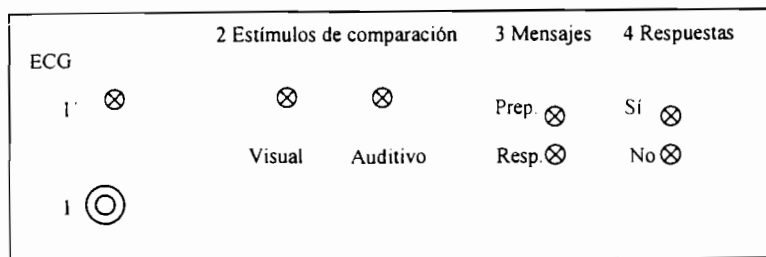 2 Estímulos de comparación 3 Mensajes 4 Respuestas
ECG
1' Prep. Sí
Visual Auditivo Resp. No
1